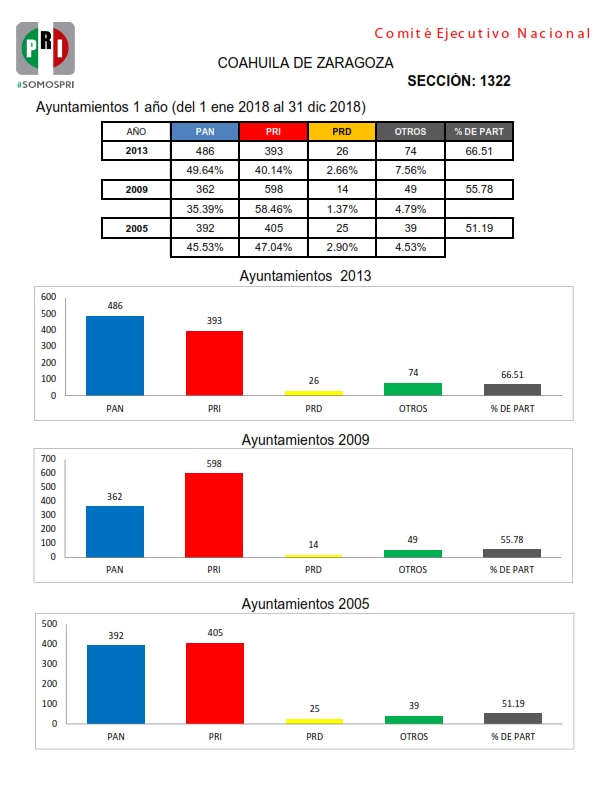 Comité Ejecutivo Nacional
PRI
#SOMOSPRI
COAHUILA DE ZARAGOZA
SECCIÓN: 1322
Ayuntamientos 1 año (del 1 ene 2018 al 31 dic 2018)
AÑO PAN PRI PRD OTROS % DE PART
2013 486 393 26 74 66.51
49.64% 40.14% 2.66% 7.56%
2009 362 598 14 49 55.78
35.39% 58.46% 1.37% 4.79%
2005 392 405 25 39 51.19
45.53% 47.04% 2.90% 4.53%
Ayuntamientos 2013
600
500
400
300
200
100
0
486 393 26 74 66.51
PAN PRI PRD OTROS % DE PART
Ayuntamientos 2009
700
600
500
400
300
200
100
0
362 598 14 49 55.78
PAN PRI PRD OTROS % DE PART
Ayuntamientos 2005
500
400
300
200
100
0
392 405 25 39 51.19
PAN PRI PRD OTROS % DE PART